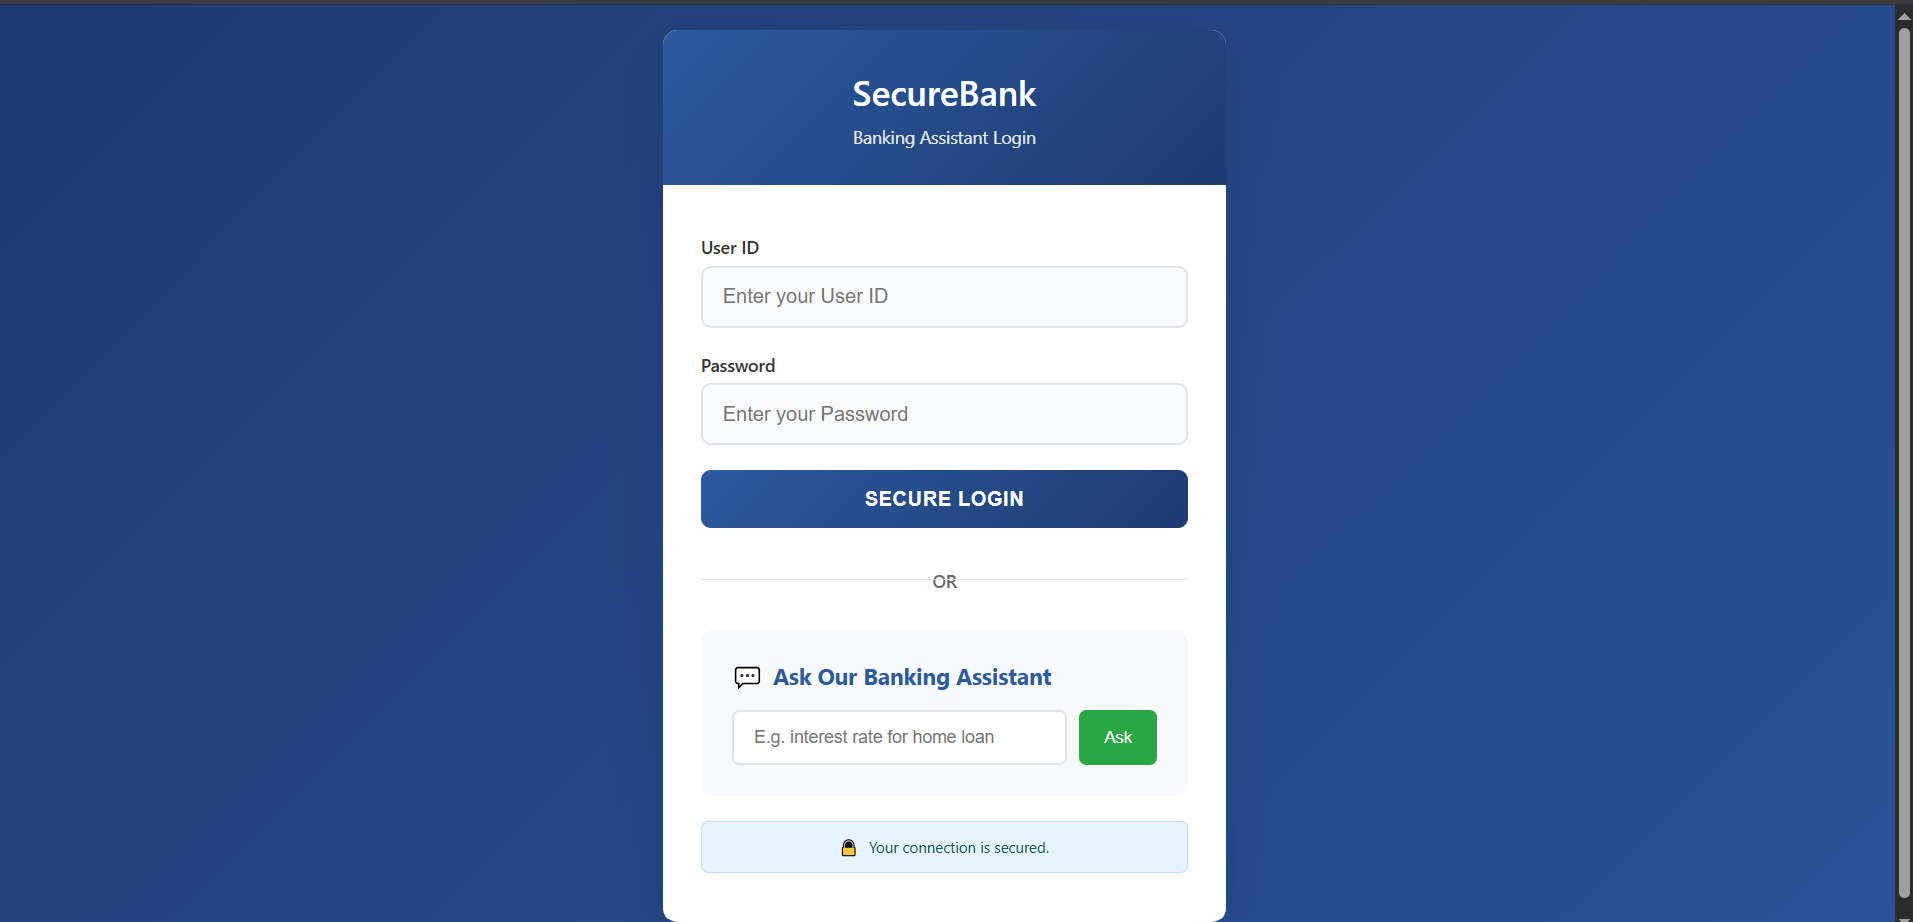 SecureBank
Banking Assistant Login
User ID
Enter your User ID
Password
Enter your Password
SECURE LOGIN
OR
Ask Our Banking Assistant
E.g. interest rate for home loan
Ask
Your connection is secured.